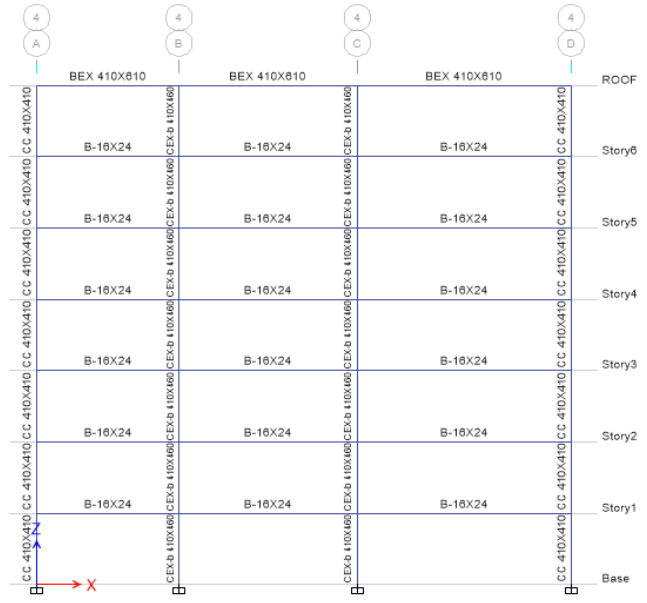 4 4 4 4
A B C D
BEX 410X610 BEX 410X610 BEX 410X610 ROOF
CC 410X410 CEX-b 410X460 CEX-b 410X460 CC 410X410
B-16X24 B-16X24 B-16X24 Story6
CC 410X410 CEX-b 410X460 CEX-b 410X460 CC 410X410
B-16X24 B-16X24 B-16X24 Story5
CC 410X410 CEX-b 410X460 CEX-b 410X460 CC 410X410
B-16X24 B-16X24 B-16X24 Story4
CC 410X410 CEX-b 410X460 CEX-b 410X460 CC 410X410
B-16X24 B-16X24 B-16X24 Story3
CC 410X410 CEX-b 410X460 CEX-b 410X460 CC 410X410
B-16X24 B-16X24 B-16X24 Story2
CC 410X410 CEX-b 410X460 CEX-b 410X460 CC 410X410
B-16X24 B-16X24 B-16X24 Story1
CC 410X410 CEX-b 410X460 CEX-b 410X460 CC 410X410
Z
X Base